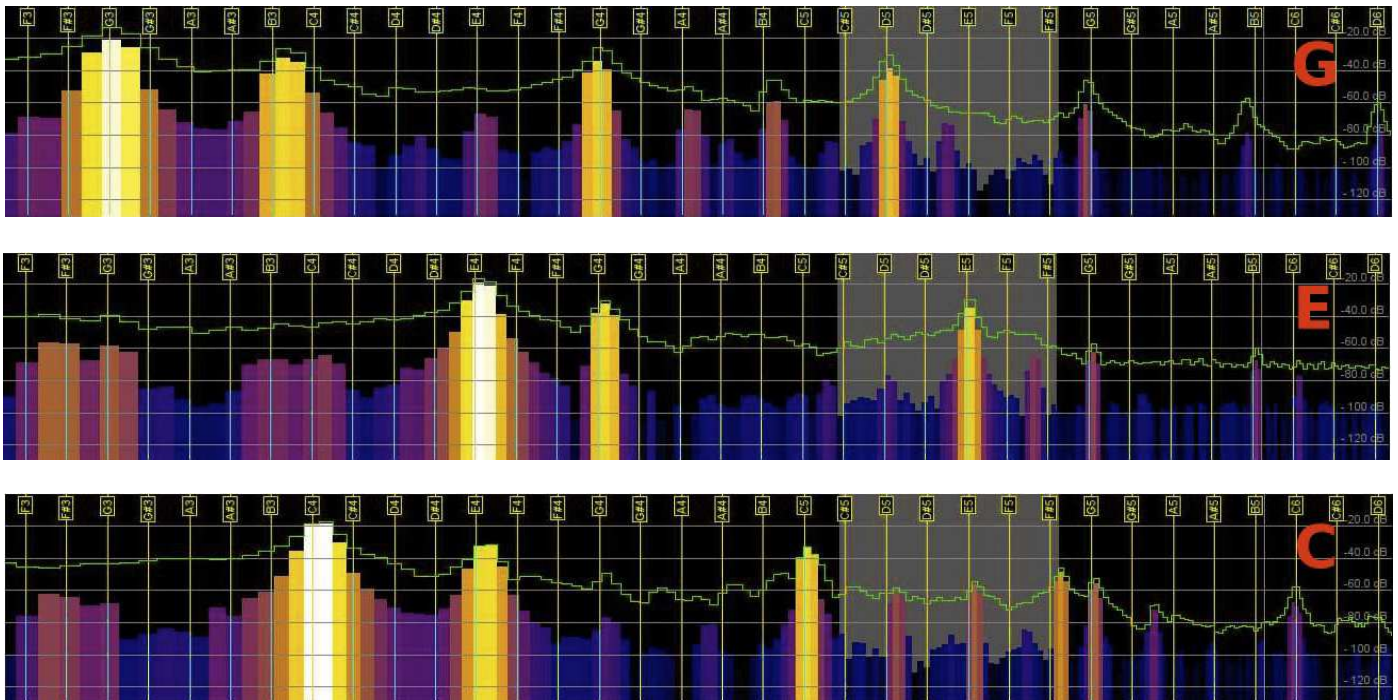 F3 F#3 G3 G#3 A3 A#3 B3 C4 C#4 D4 D#4 E4 F4 F#4 G4 G#4 A4 A#4 B4 C5 C#5 D5 D#5 E5 F5 F#5 G5 G#5 A5 A#5 B5 C6 C#6 D6
-20.0 dB
G
-40.0 dB
-60.0 dB
-80.0 dB
-100 dB
-120 dB
F3 F#3 G3 G#3 A3 A#3 B3 C4 C#4 D4 D#4 E4 F4 F#4 G4 G#4 A4 A#4 B4 C5 C#5 D5 D#5 E5 F5 F#5 G5 G#5 A5 A#5 B5 C6 C#6 D6
-20.0 dB
E
-40.0 dB
-60.0 dB
-80.0 dB
-100 dB
-120 dB
F3 F#3 G3 G#3 A3 A#3 B3 C4 C#4 D4 D#4 E4 F4 F#4 G4 G#4 A4 A#4 B4 C5 C#5 D5 D#5 E5 F5 F#5 G5 G#5 A5 A#5 B5 C6 C#6 D6
-20.0 dB
C
-40.0 dB
-60.0 dB
-80.0 dB
-100 dB
-120 dB